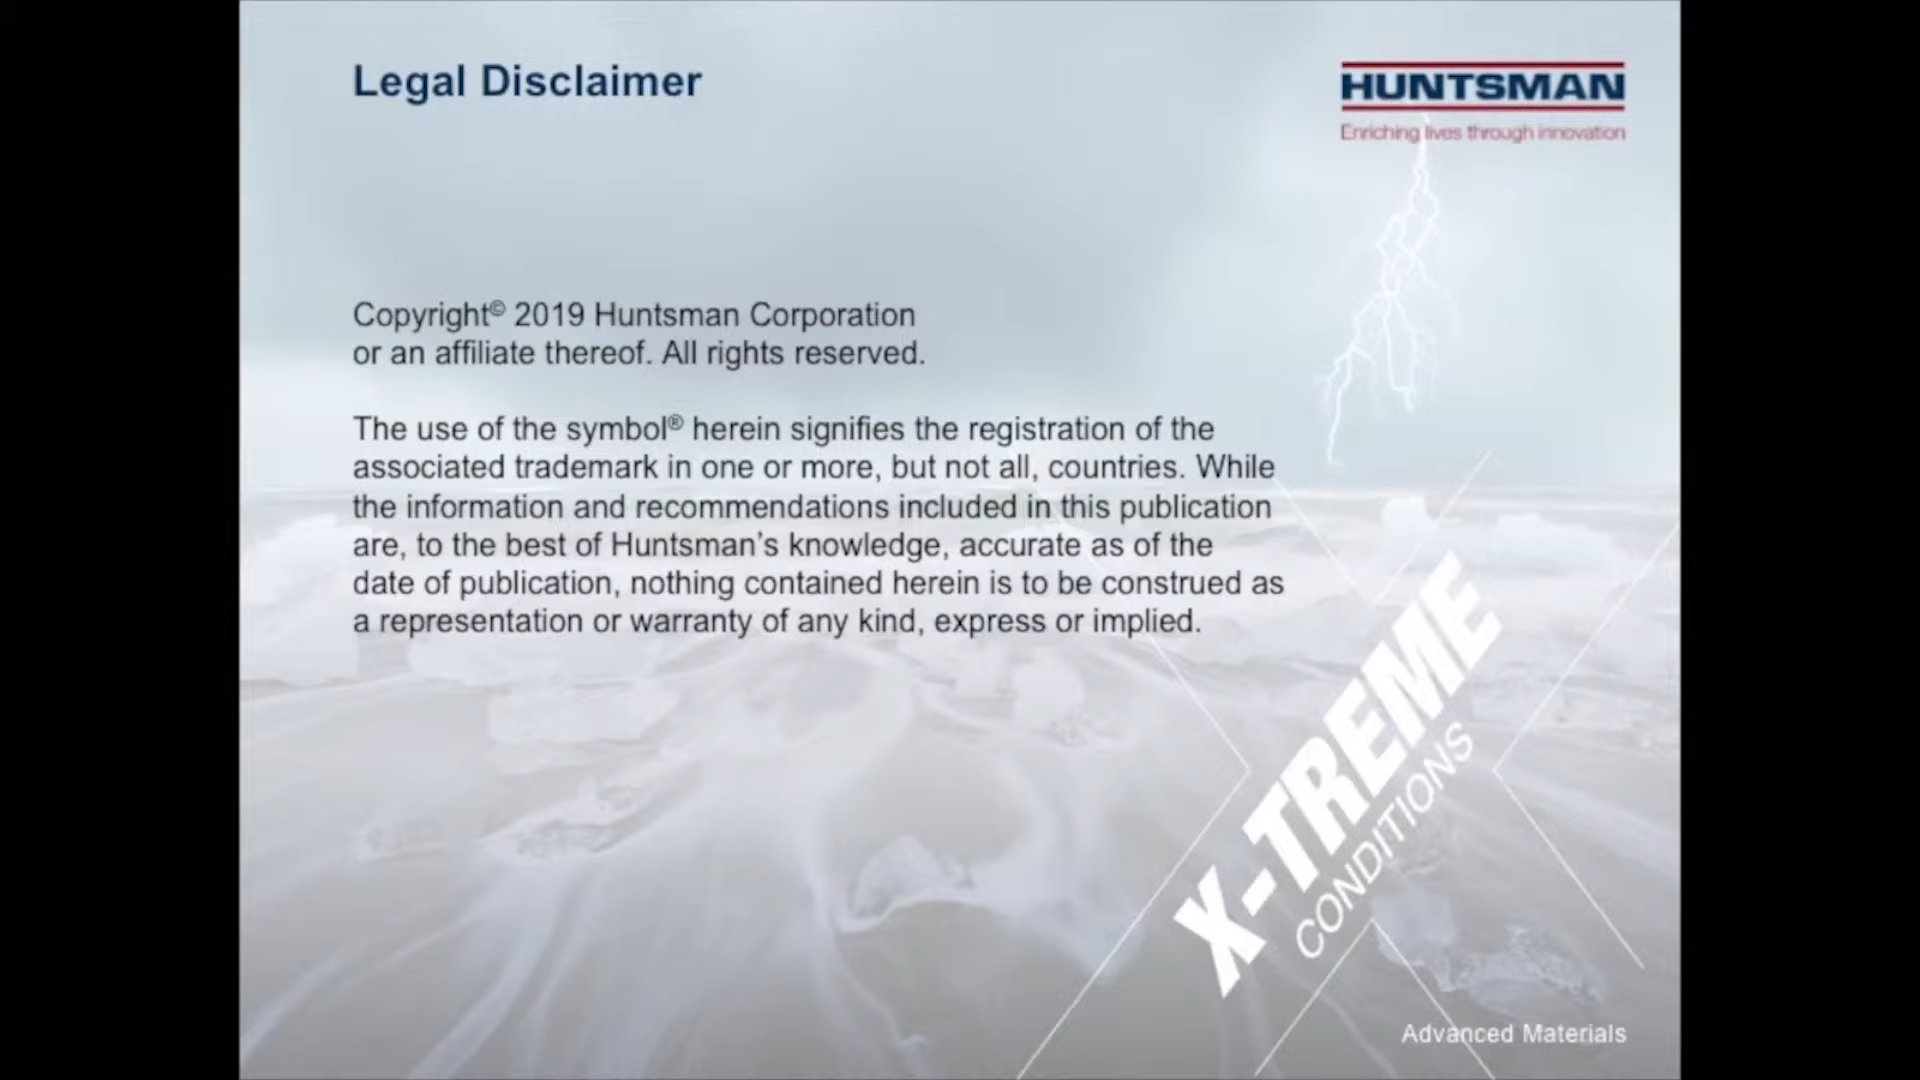 Legal Disclaimer
HUNTSMAN
Enriching lives through innovation
Copyright© 2019 Huntsman Corporation
or an affiliate thereof. All rights reserved.
The use of the symbol® herein signifies the registration of the
associated trademark in one or more, but not all, countries. While
the information and recommendations included in this publication
are, to the best of Huntsman’s knowledge, accurate as of the
date of publication, nothing contained herein is to be construed as
a representation or warranty of any kind, express or implied.
X-TREME
CONDITIONS
Advanced Materials